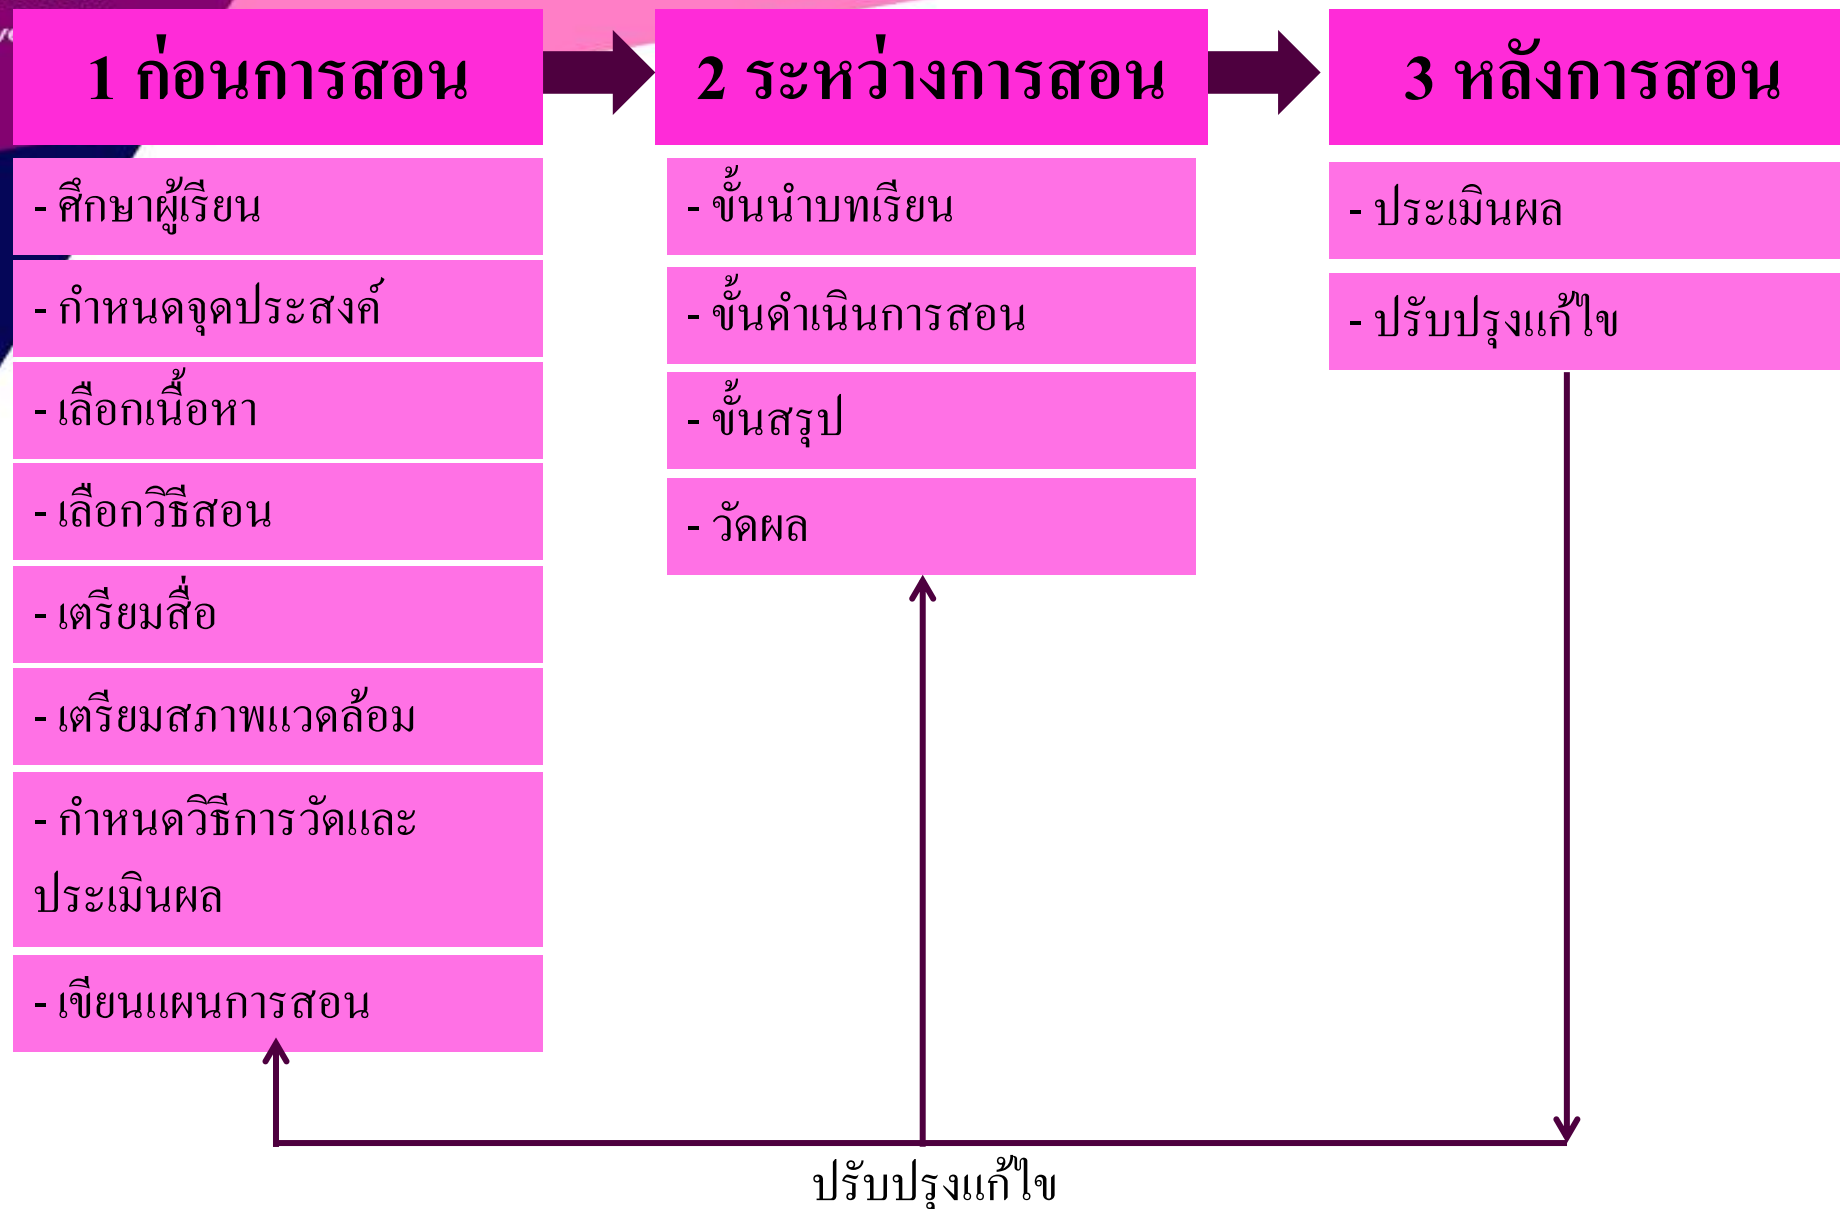 1 ก่อนการสอน
- ศึกษาผู้เรียน
- กำหนดจุดประสงค์
- เลือกเนื้อหา
- เลือกวิธีสอน
- เตรียมสื่อ
- เตรียมสภาพแวดล้อม
- กำหนดวิธีการวัดและ
ประเมินผล
- เขียนแผนการสอน
2 ระหว่างการสอน
- ขั้นนำบทเรียน
- ขั้นดำเนินการสอน
- ขั้นสรุป
- วัดผล
3 หลังการสอน
- ประเมินผล
- ปรับปรุงแก้ไข
ปรับปรุงแก้ไข